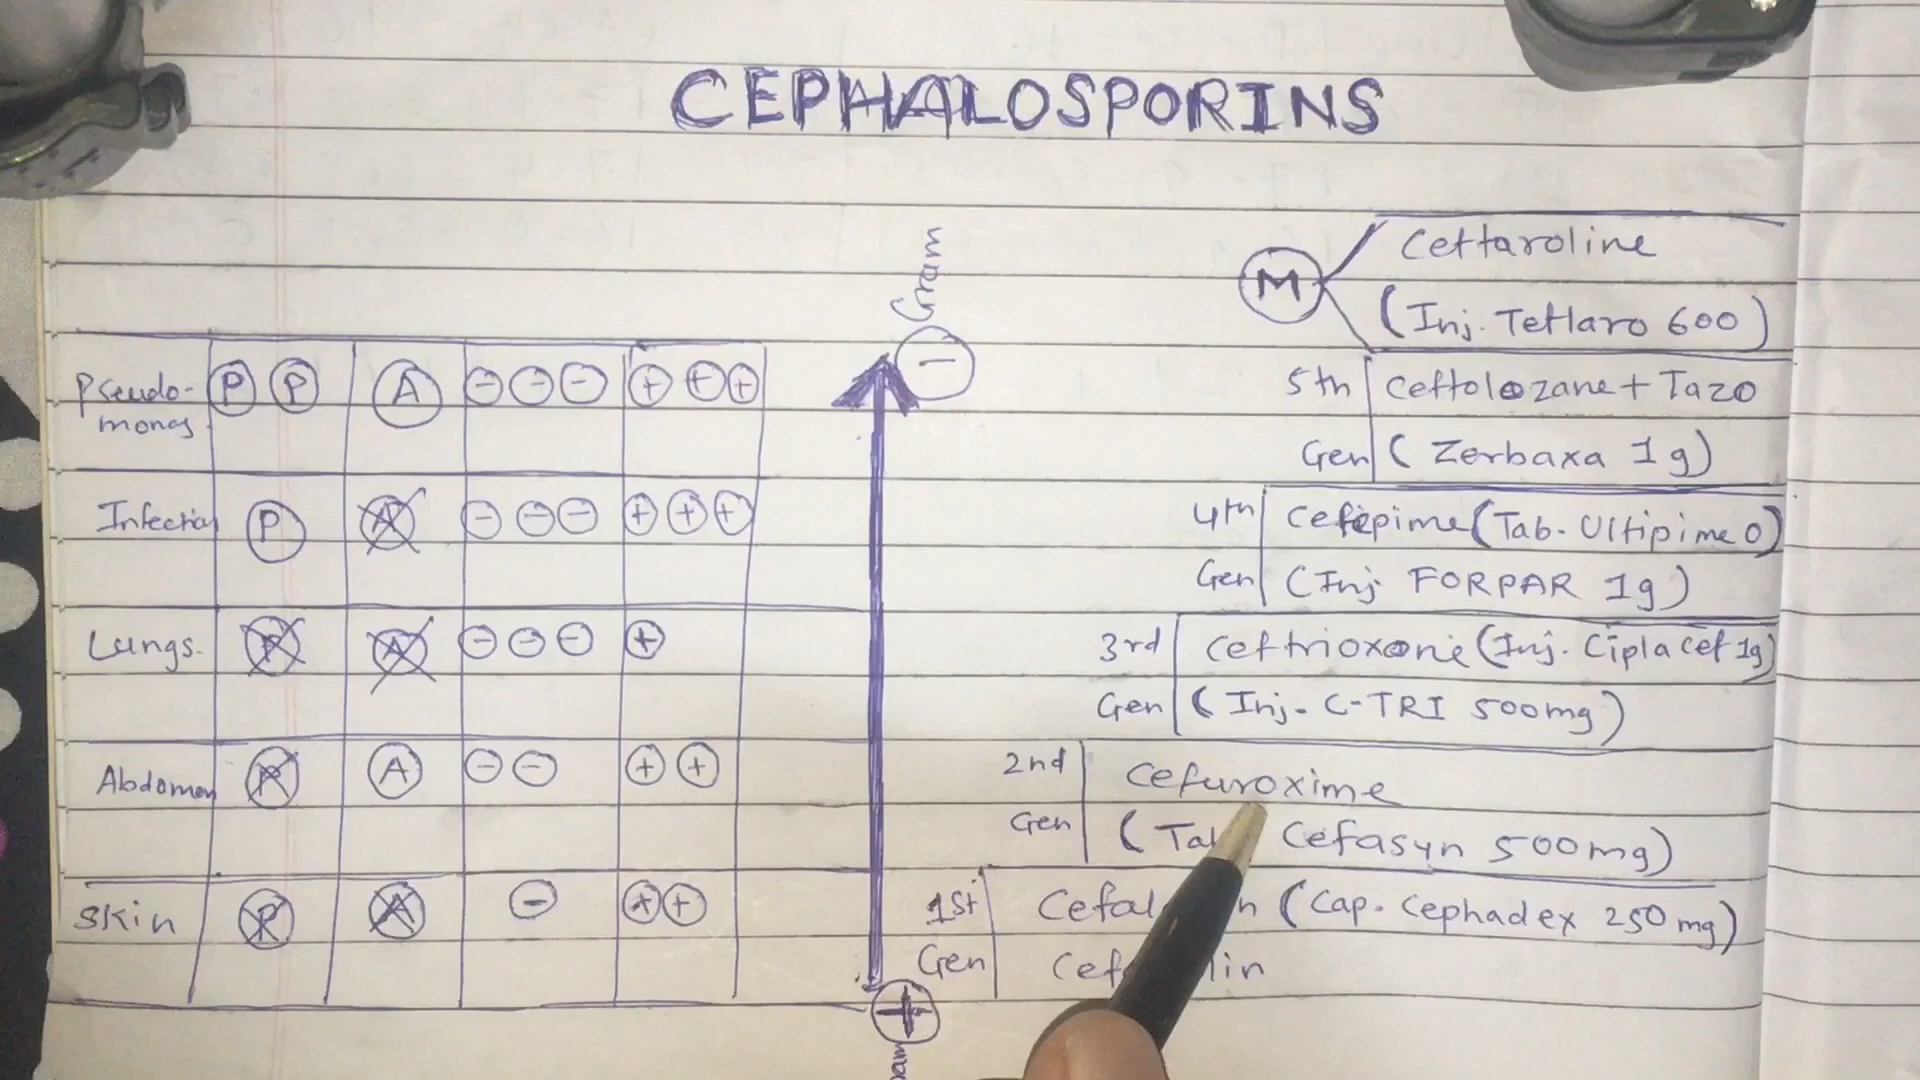 CEPHALOSPORINS
Gram
M
Ceftaroline
(Inj. Teflaro 600)
Pseudo-
monas
P P
A
− − −
+ + +
−
5th
Gen
Ceftolozane + Tazo
(Zerbaxa 1g)
Infection
P
A
− − −
+ + +
4th
Gen
Cefepime (Tab. Ultipime O)
(Inj FORPAR 1g)
Lungs.
P
A
− − −
+
3rd
Gen
Ceftrioxone (Inj. Ciplacef 1g)
(Inj. C-TRI 500mg)
Abdomen
P
A
− −
+ +
2nd
Gen
Cefuroxime
( Cefasyn 500mg)
Skin
P
A
−
+ +
1st
Gen
(Cap. Cephadex 250 mg)
+